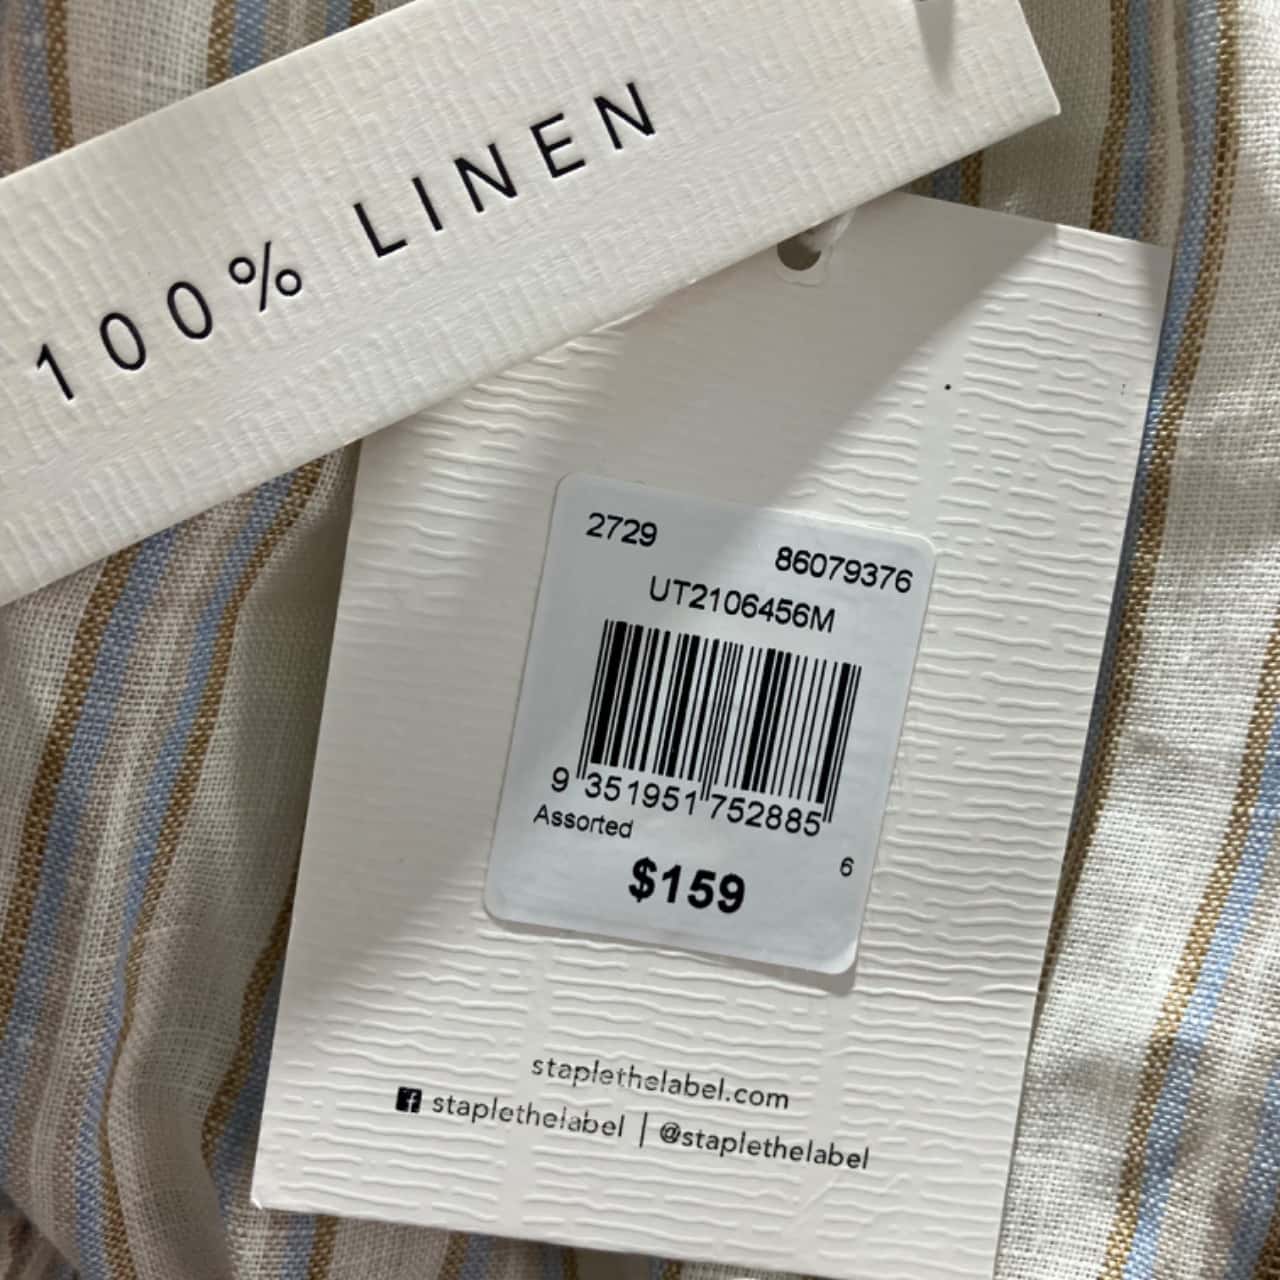 100% LINEN
2729
86079376
UT2106456M
9 351951 752885
Assorted
6
$159
staplethelabel.com
staplethelabel | @staplethelabel